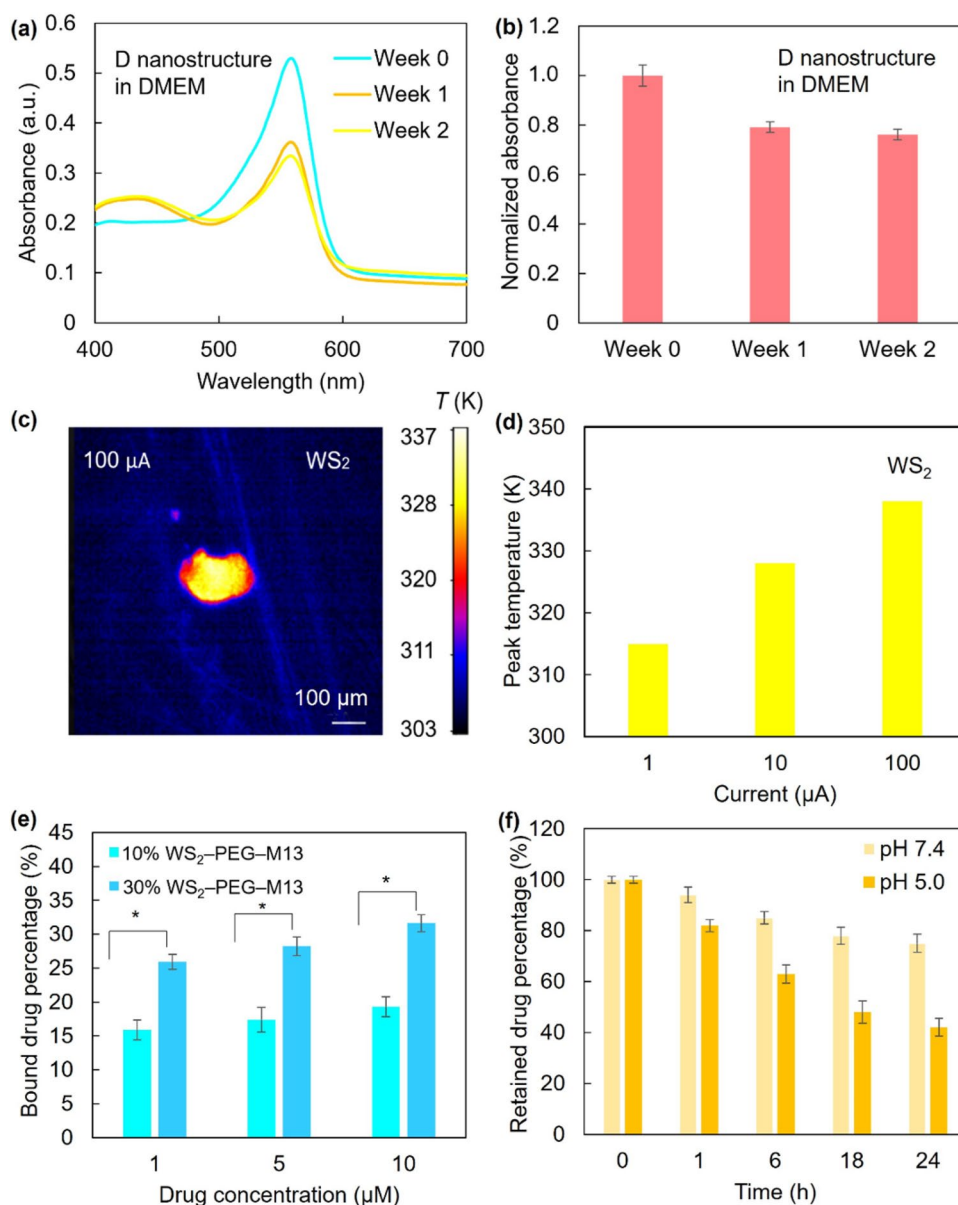 (a)
0.6
0.5
0.4
0.3
0.2
0.1
0
Absorbance (a.u.)
D nanostructure
in DMEM
Week 0
Week 1
Week 2
400
500
600
700
Wavelength (nm)
(b)
1.2
1.0
0.8
0.6
0.4
0.2
0
Normalized absorbance
D nanostructure
in DMEM
Week 0
Week 1
Week 2
(c)
100 µA
WS2
100 µm
T (K)
337
328
320
311
303
(d)
350
340
330
320
310
300
Peak temperature (K)
WS2
1
10
100
Current (µA)
(e)
45
40
35
30
25
20
15
10
5
0
Bound drug percentage (%)
10% WS2–PEG–M13
30% WS2–PEG–M13
*
*
*
1
5
10
Drug concentration (µM)
(f)
120
100
80
60
40
20
0
Retained drug percentage (%)
pH 7.4
pH 5.0
0
1
6
18
24
Time (h)